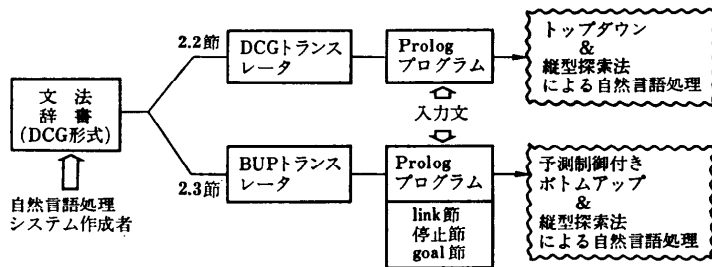 文法
辞書
(DCG形式)
自然言語処理
システム作成者
2.2節
DCGトランス
レータ
Prolog
プログラム
トップダウン
&
縦型探索法
による自然言語処理
入力文
2.3節
BUPトランス
レータ
Prolog
プログラム
link節
停止節
goal節
予測制御付き
ボトムアップ
&
縦型探索法
による自然言語処理